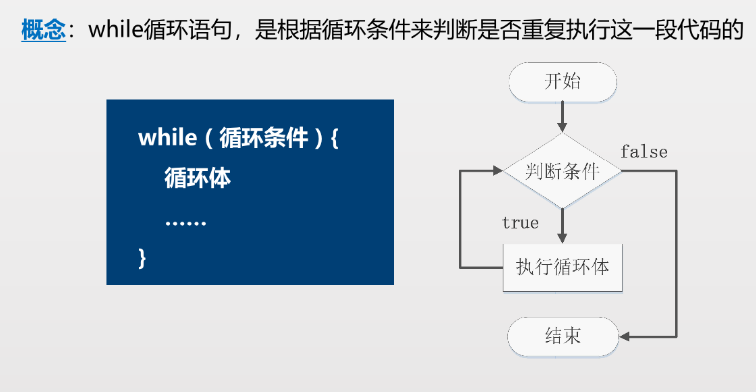 概念：while循环语句，是根据循环条件来判断是否重复执行这一段代码的
while（循环条件）{
循环体
……
}
开始
判断条件
false
true
执行循环体
结束